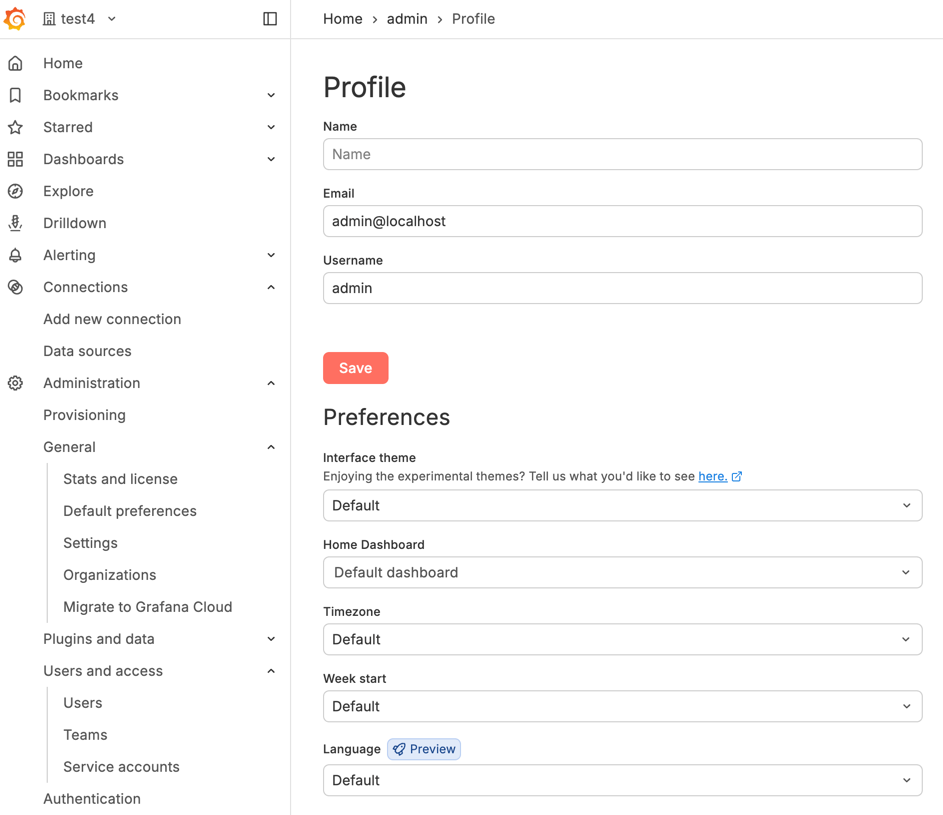 test4
Home › admin › Profile
Home
Bookmarks
Starred
Dashboards
Explore
Drilldown
Alerting
Connections
Add new connection
Data sources
Administration
Provisioning
General
Stats and license
Default preferences
Settings
Organizations
Migrate to Grafana Cloud
Plugins and data
Users and access
Users
Teams
Service accounts
Authentication
Profile
Name
Name
Email
admin@localhost
Username
admin
Save
Preferences
Interface theme
Enjoying the experimental themes? Tell us what you'd like to see here.
Default
Home Dashboard
Default dashboard
Timezone
Default
Week start
Default
Language Preview
Default